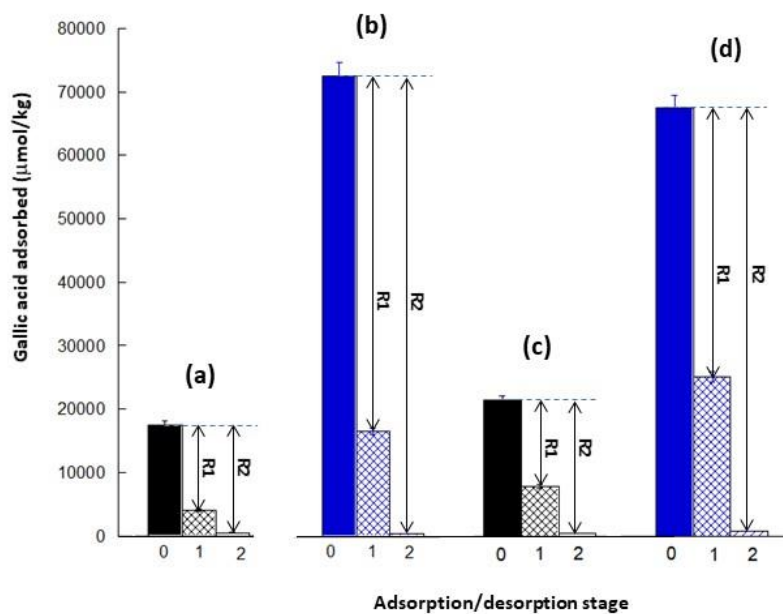 Gallic acid adsorbed (μmol/kg)
80000
70000
60000
50000
40000
30000
20000
10000
0
(a)
R1
R2
0 1 2
(b)
R1
R2
0 1 2
(c)
R1
R2
0 1 2
(d)
R1
R2
0 1 2
Adsorption/desorption stage